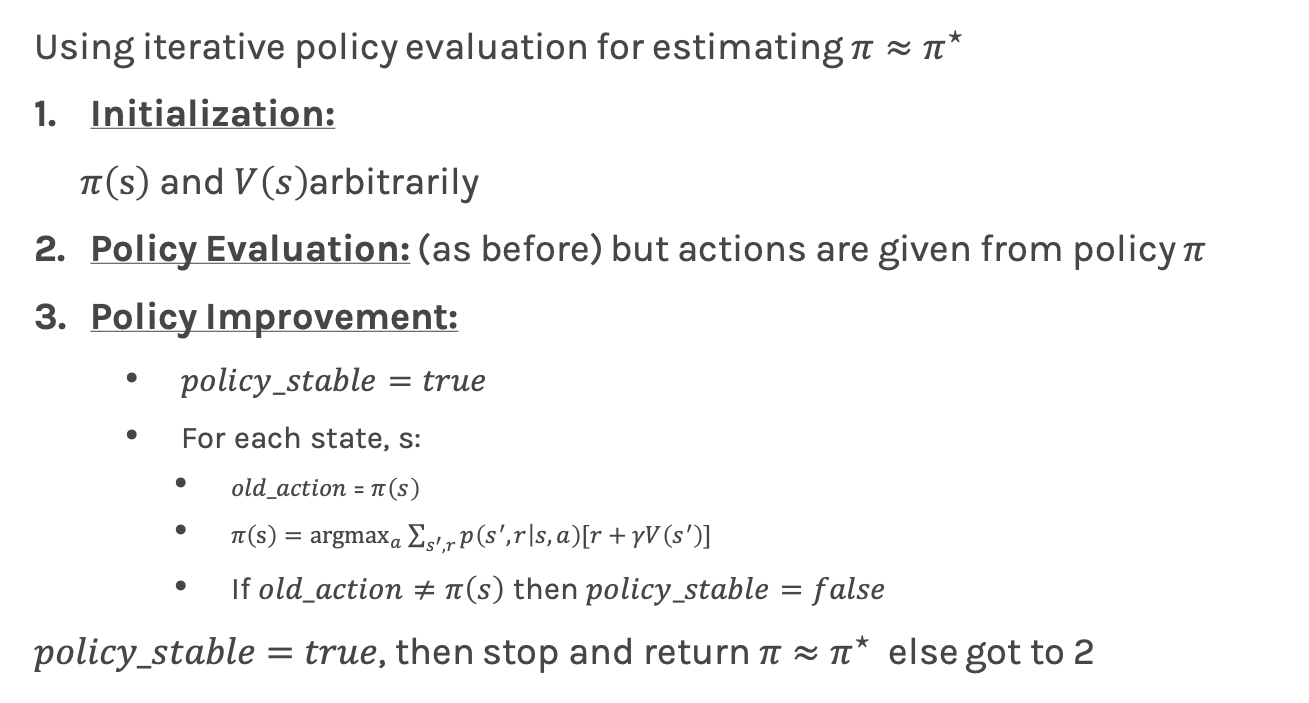 Using iterative policy evaluation for estimating π ≈ π★
1. Initialization:
π(s) and V(s)arbitrarily
2. Policy Evaluation: (as before) but actions are given from policy π
3. Policy Improvement:
• policy_stable = true
• For each state, s:
• old_action = π(s)
• π(s) = argmaxₐ ∑s′,r p(s′,r|s,a)[r + γV(s′)]
• If old_action ≠ π(s) then policy_stable = false
policy_stable = true, then stop and return π ≈ π★ else got to 2